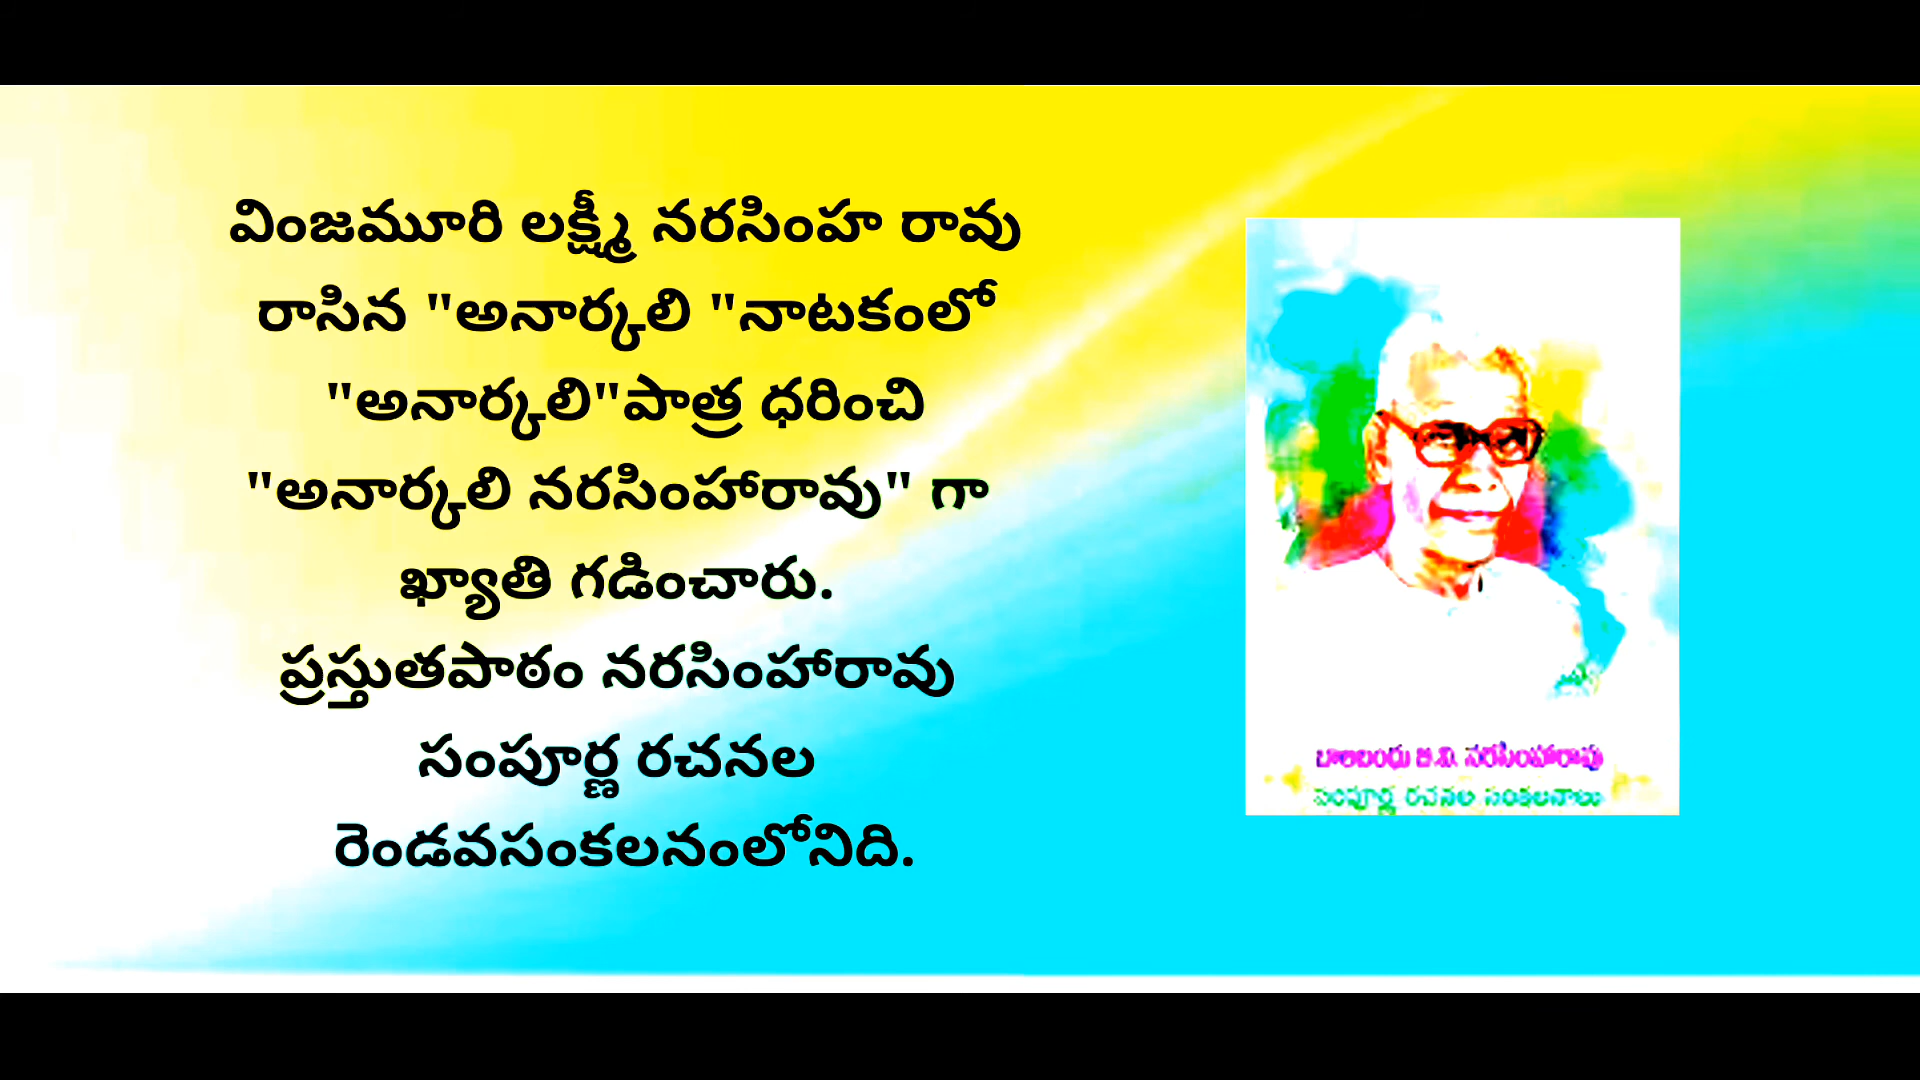 వింజమూరి లక్ష్మీ నరసింహ రావు
రాసిన "అనార్కలి "నాటకంలో
"అనార్కలి"పాత్ర ధరించి
"అనార్కలి నరసింహారావు" గా
ఖ్యాతి గడించారు.
ప్రస్తుతపాఠం నరసింహారావు
సంపూర్ణ రచనల
రెండవసంకలనంలోనిది.
బాలబంధు బి.వి. నరసింహారావు
సంపూర్ణ రచనల సంకలనాలు